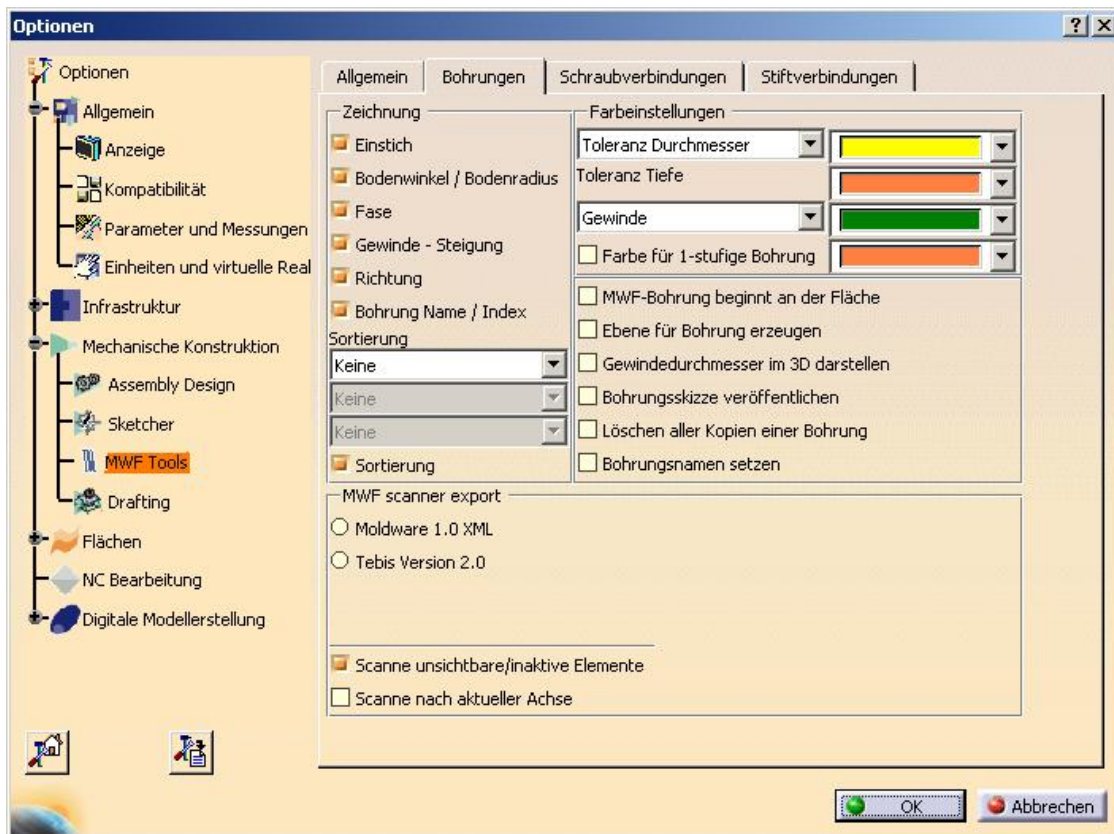 Optionen
Optionen
Allgemein
Anzeige
Kompatibilität
Parameter und Messungen
Einheiten und virtuelle Real
Infrastruktur
Mechanische Konstruktion
Assembly Design
Sketcher
MWF Tools
Drafting
Flächen
NC Bearbeitung
Digitale Modellerstellung
Allgemein
Bohrungen
Schraubverbindungen
Stiftverbindungen
Zeichnung
Einstich
Bodenwinkel / Bodenradius
Fase
Gewinde - Steigung
Richtung
Bohrung Name / Index
Sortierung
Keine
Keine
Keine
Sortierung
Farbeinstellungen
Toleranz Durchmesser
Toleranz Tiefe
Gewinde
Farbe für 1-stufige Bohrung
MWF-Bohrung beginnt an der Fläche
Ebene für Bohrung erzeugen
Gewindedurchmesser im 3D darstellen
Bohrungsskizze veröffentlichen
Löschen aller Kopien einer Bohrung
Bohrungsnamen setzen
MWF scanner export
Moldware 1.0 XML
Tebis Version 2.0
Scanne unsichtbare/inaktive Elemente
Scanne nach aktueller Achse
OK
Abbrechen